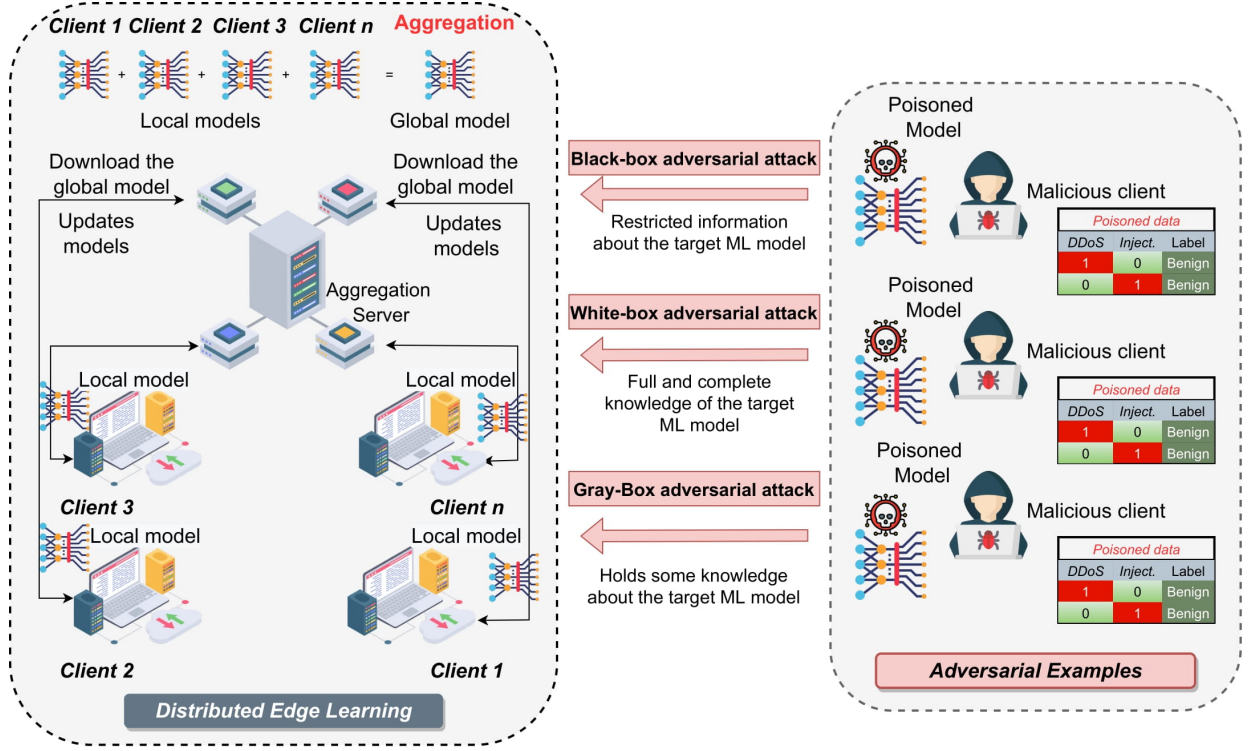 Client 1 Client 2 Client 3 Client n Aggregation
+ + + =
Local models
Global model
Download the
global model
Updates
models
Download the
global model
Updates
models
Aggregation
Server
Local model
Client 3
Local model
Client n
Local model
Client 2
Local model
Client 1
Distributed Edge Learning
Black-box adversarial attack
Restricted information
about the target ML model
White-box adversarial attack
Full and complete
knowledge of the target
ML model
Gray-Box adversarial attack
Holds some knowledge
about the target ML model
Poisoned
Model
Malicious client
Poisoned data
DDoS Inject. Label
1 0 Benign
0 1 Benign
Poisoned
Model
Malicious client
Poisoned data
DDoS Inject. Label
1 0 Benign
0 1 Benign
Poisoned
Model
Malicious client
Poisoned data
DDoS Inject. Label
1 0 Benign
0 1 Benign
Adversarial Examples